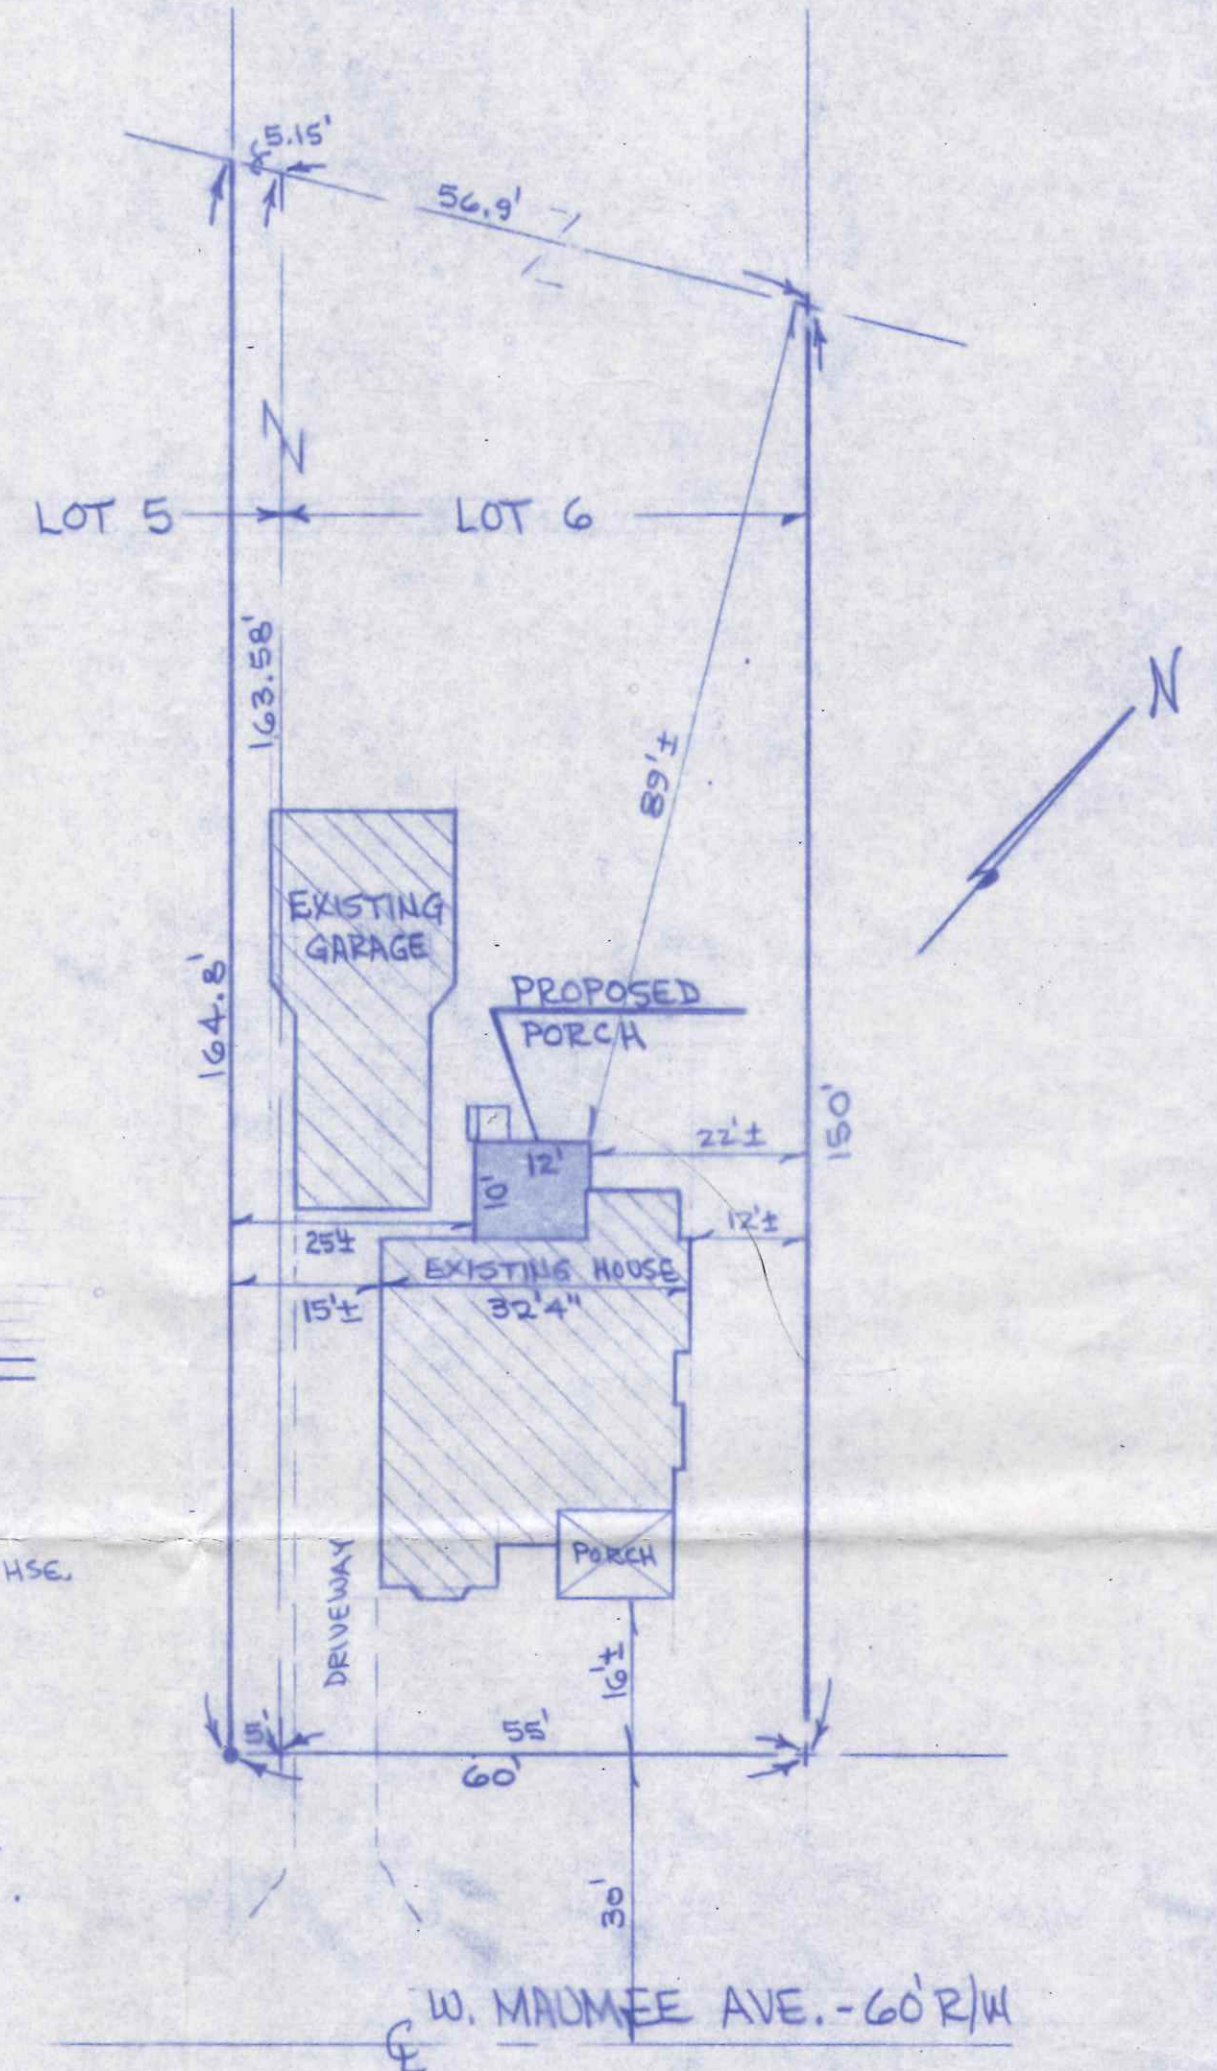 5.15'
56.9'
LOT 5
LOT 6
163.58'
N
89'±
EXISTING
GARAGE
164.8'
PROPOSED
PORCH
150'
22'±
12'
10'
12'±
25'±
EXISTING HOUSE
15'±
32'4"
PORCH
HSE.
DRIVEWAY
16'±
5'
55'
60'
30'
W. MAUMEE AVE. - 60' R/W
℄